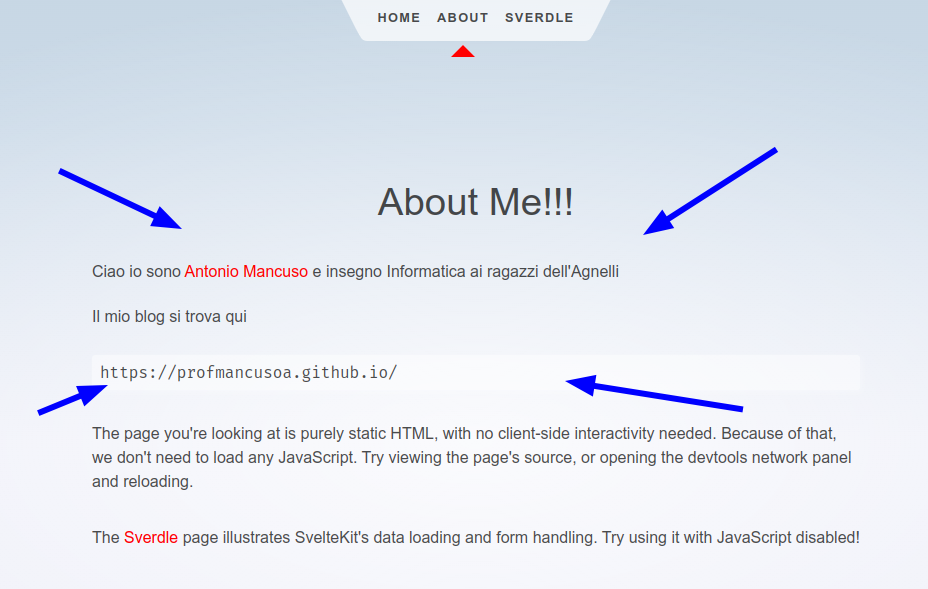 HOME ABOUT SVERDLE
About Me!!!
Ciao io sono Antonio Mancuso e insegno Informatica ai ragazzi dell'Agnelli
Il mio blog si trova qui
https://profmancusoa.github.io/
The page you're looking at is purely static HTML, with no client-side interactivity needed. Because of that,
we don't need to load any JavaScript. Try viewing the page's source, or opening the devtools network panel
and reloading.
The Sverdle page illustrates SvelteKit's data loading and form handling. Try using it with JavaScript disabled!